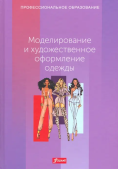 ПРОФЕССИОНАЛЬНОЕ ОБРАЗОВАНИЕ
Моделирование
и художественное
оформление
одежды